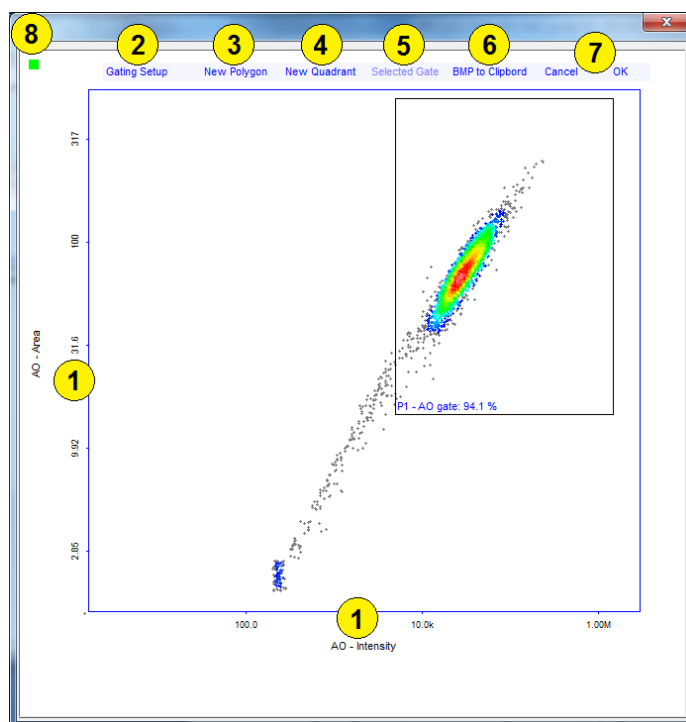 8
2 3 4 5 6 7
Gating Setup New Polygon New Quadrant Selected Gate BMP to Clipbord Cancel OK
317
100
31.6
AO - Area
1
P1 - AO gate: 94.1 %
9.92
2.85
1
100.0 10.0k 1.00M
AO - Intensity